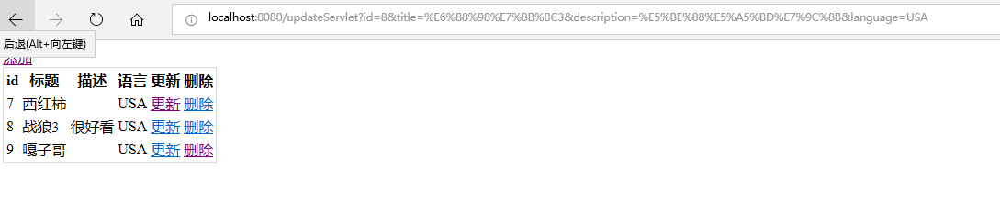 localhost:8080/updateServlet?id=8&title=%E6%88%98%E7%8B%BC3&description=%E5%BE%88%E5%A5%BD%E7%9C%8B&language=USA
后退(Alt+向左键)
添加
id 标题 描述 语言 更新 删除
7 西红柿 USA 更新 删除
8 战狼3 很好看 USA 更新 删除
9 嘎子哥 USA 更新 删除